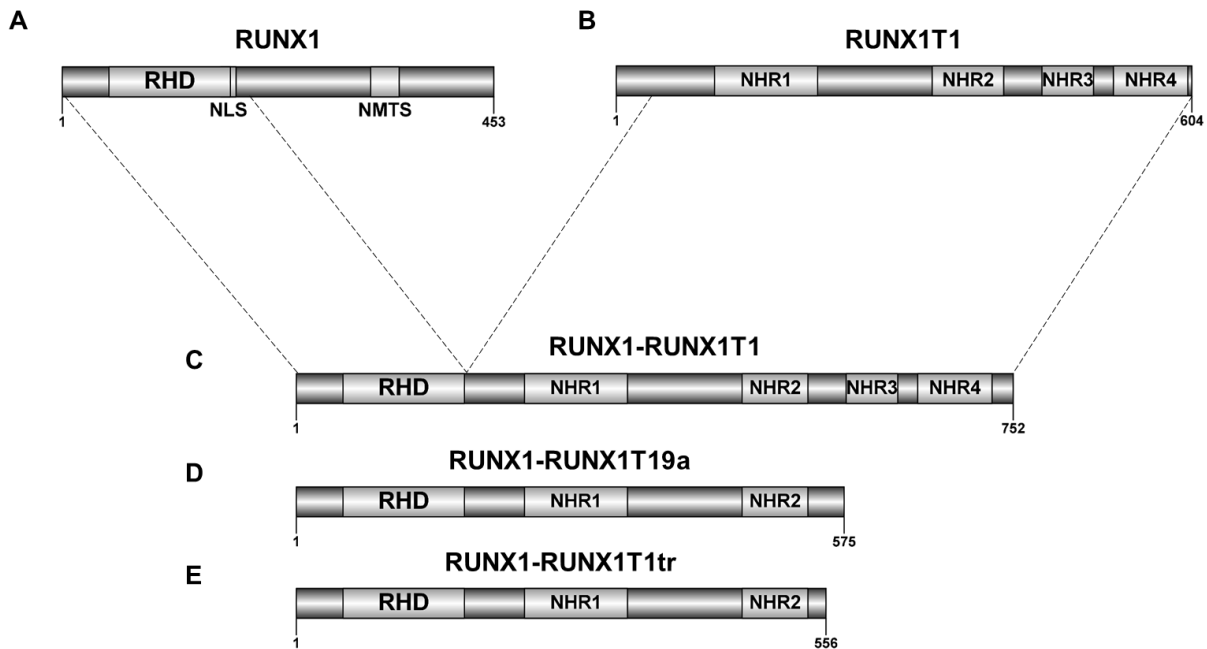 A
B
RUNX1
RUNX1T1
RHD
NHR1
NHR2
NHR3
NHR4
NLS
NMTS
1
453
1
604
C
RUNX1-RUNX1T1
RHD
NHR1
NHR2
NHR3
NHR4
1
752
D
RUNX1-RUNX1T19a
RHD
NHR1
NHR2
1
575
E
RUNX1-RUNX1T1tr
RHD
NHR1
NHR2
1
556